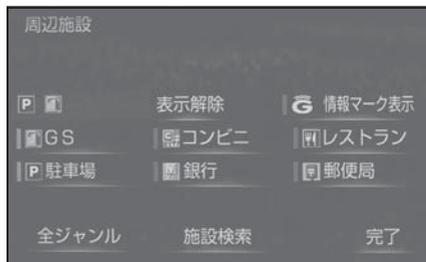 周辺施設
P 表示解除 G 情報マーク表示
GS コンビニ レストラン
P 駐車場 銀行 郵便局
全ジャンル 施設検索 完了